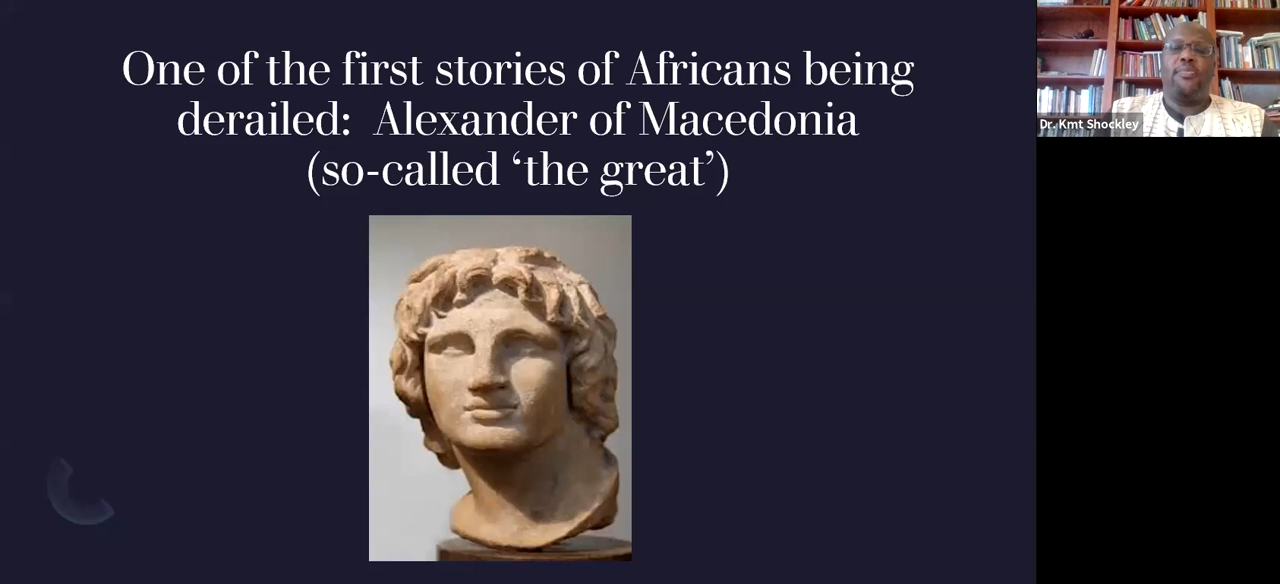 One of the first stories of Africans being
derailed:  Alexander of Macedonia
(so-called ‘the great’)
Dr. Kmt Shockley